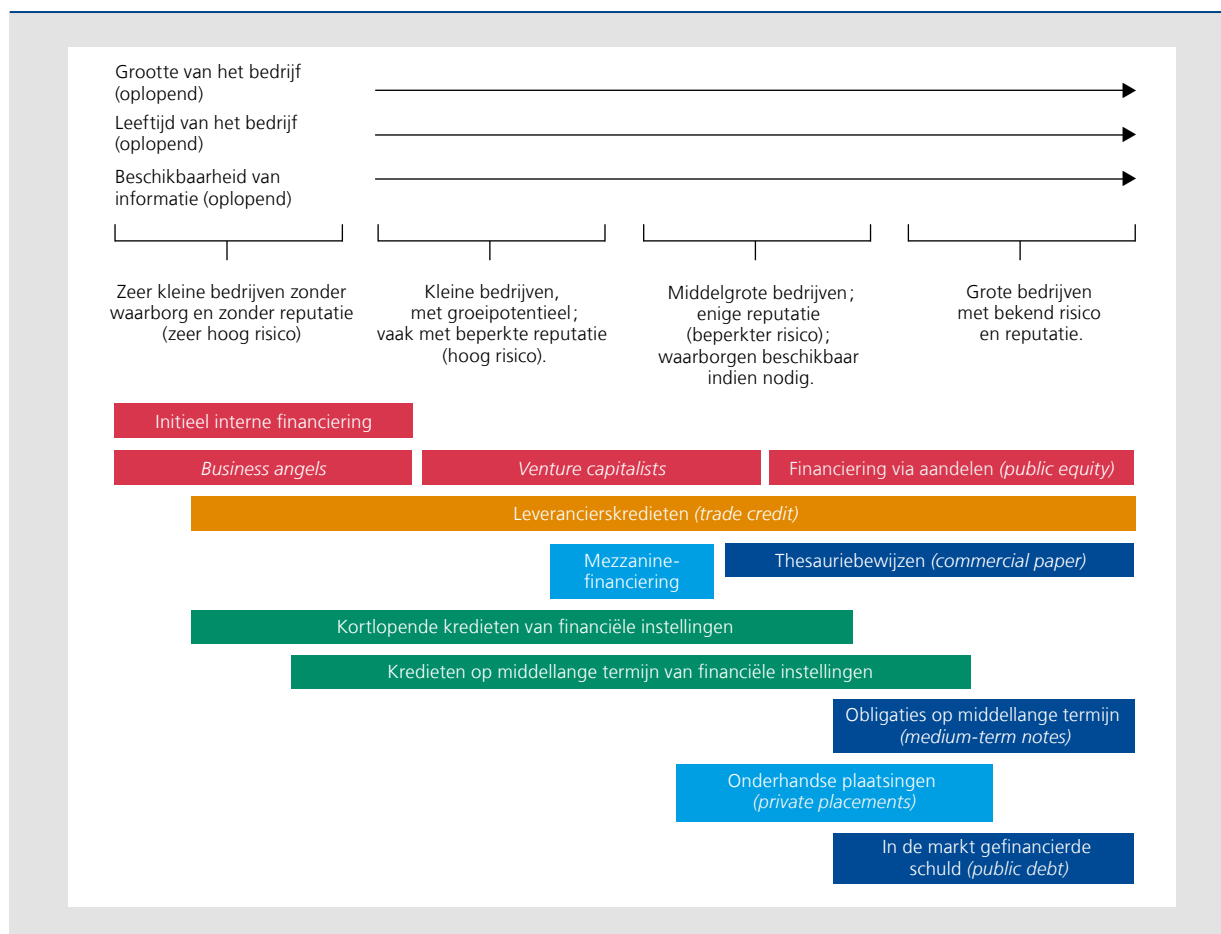 Grootte van het bedrijf
(oplopend)
Leeftijd van het bedrijf
(oplopend)
Beschikbaarheid van
informatie (oplopend)
Zeer kleine bedrijven zonder
waarborg en zonder reputatie
(zeer hoog risico)
Kleine bedrijven,
met groeipotentieel;
vaak met beperkte reputatie
(hoog risico).
Middelgrote bedrijven;
enige reputatie
(beperkter risico);
waarborgen beschikbaar
indien nodig.
Grote bedrijven
met bekend risico
en reputatie.
Initieel interne financiering
Business angels
Venture capitalists
Financiering via aandelen (public equity)
Leverancierskredieten (trade credit)
Mezzanine-
financiering
Thesauriebewijzen (commercial paper)
Kortlopende kredieten van financiële instellingen
Kredieten op middellange termijn van financiële instellingen
Obligaties op middellange termijn
(medium-term notes)
Onderhandse plaatsingen
(private placements)
In de markt gefinancierde
schuld (public debt)